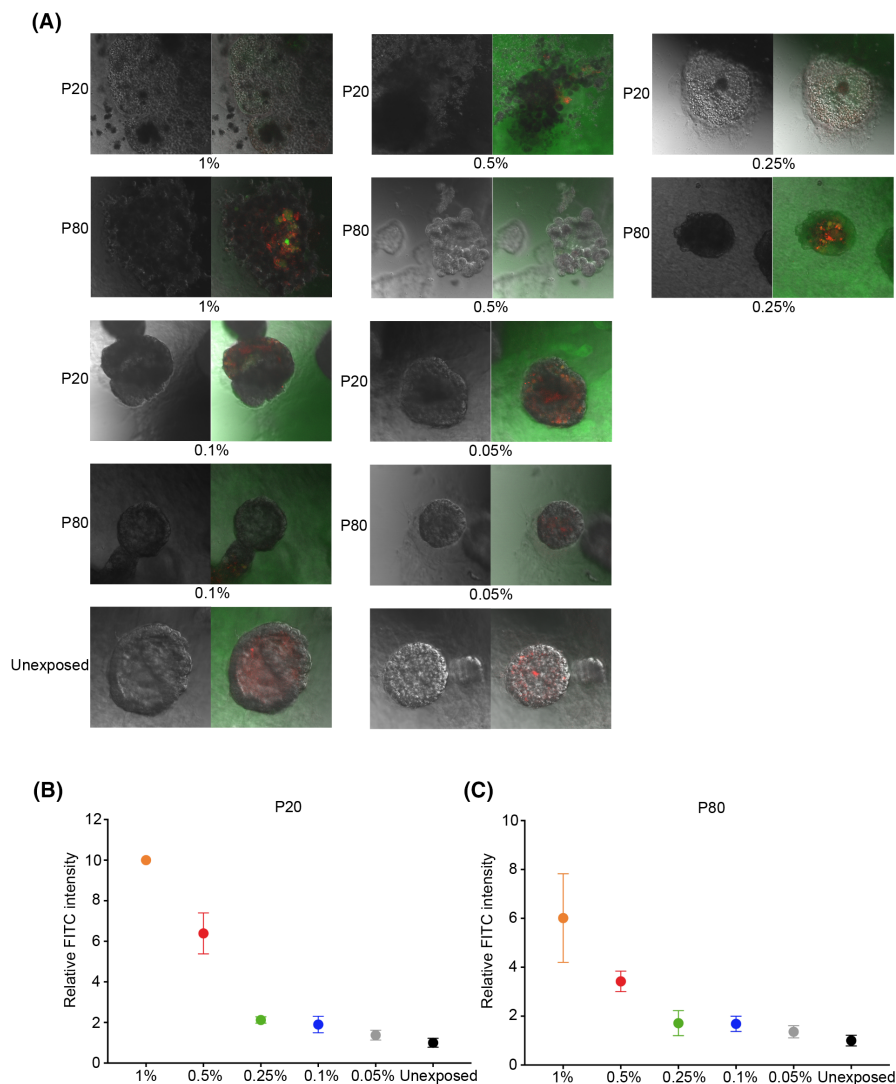 (A)
P20
1%
P20
0.5%
P20
0.25%
P80
1%
P80
0.5%
P80
0.25%
P20
0.1%
P20
0.05%
P80
0.1%
P80
0.05%
Unexposed
(B)
P20
Relative FITC intensity
12
10
8
6
4
2
0
1% 0.5% 0.25% 0.1% 0.05% Unexposed
(C)
P80
Relative FITC intensity
10
8
6
4
2
0
1% 0.5% 0.25% 0.1% 0.05% Unexposed